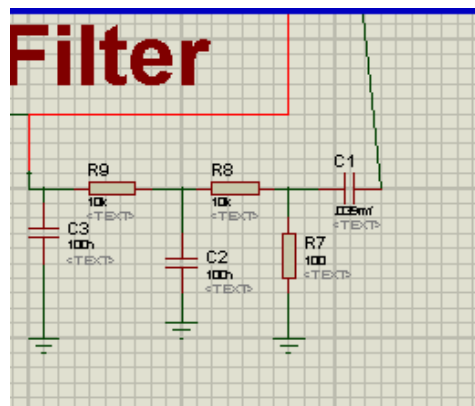 Filter
R9
10k
<TEXT>
R8
10k
<TEXT>
C1
<TEXT>
C3
100n
<TEXT>
C2
100n
<TEXT>
R7
100
<TEXT>